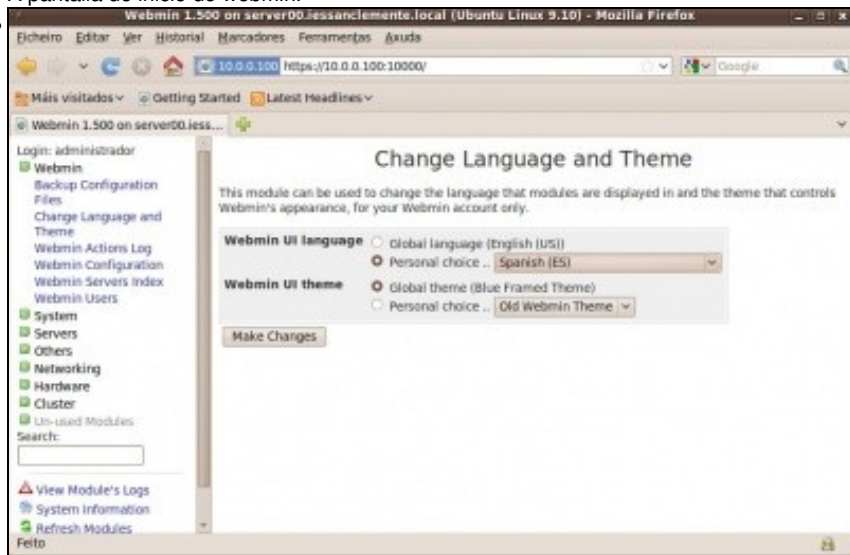 Webmin 1.500 on server00.iessanclemente.local (Ubuntu Linux 9.10) - Mozilla Firefox
Ficheiro Editar Ver Historial Marcadores Ferramentas Axuda
10.0.0.100 https://10.0.0.100:10000/ Google
Máis visitados Getting Started Latest Headlines
Webmin 1.500 on server00.iess...
Login: administrador
Webmin
Backup Configuration
Files
Change Language and
Theme
Webmin Actions Log
Webmin Configuration
Webmin Servers Index
Webmin Users
System
Servers
Others
Networking
Hardware
Cluster
Un-used Modules
Search:
View Module's Logs
System Information
Refresh Modules
Change Language and Theme
This module can be used to change the language that modules are displayed in and the theme that controls
Webmin's appearance, for your Webmin account only.
Webmin UI language Global language (English (US))
Personal choice .. Spanish (ES)
Webmin UI theme Global theme (Blue Framed Theme)
Personal choice .. Old Webmin Theme
Make Changes
Feito